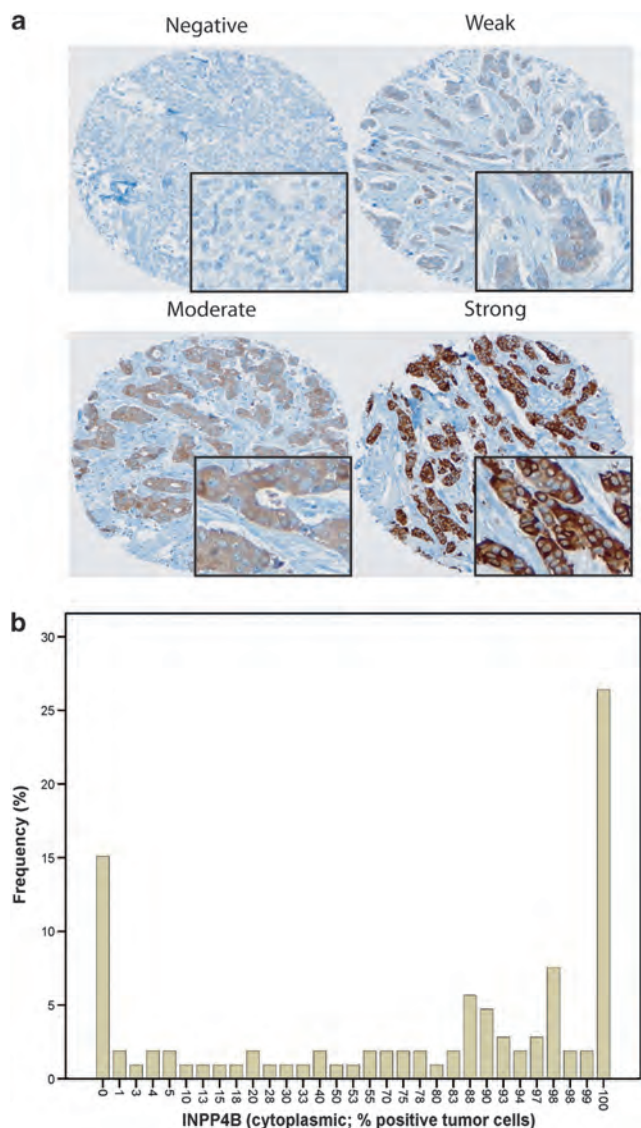 a
Negative Weak
Moderate Strong
b
30
25
20
15
10
5
0
Frequency (%)
0 1 3 4 5 10 13 15 18 20 28 30 33 40 50 53 55 70 75 78 80 83 88 90 93 94 97 98 98 99 100
INPP4B (cytoplasmic; % positive tumor cells)